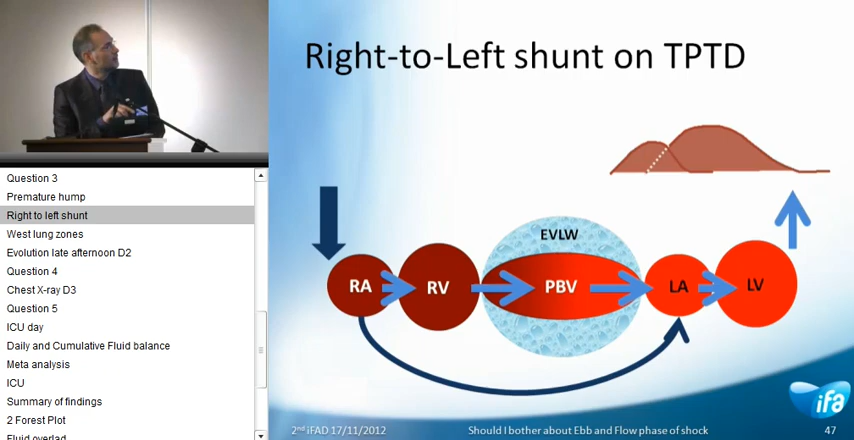 Right-to-Left shunt on TPTD
Question 3
Premature hump
Right to left shunt
West lung zones
Evolution late afternoon D2
Question 4
Chest X-ray D3
Question 5
ICU day
Daily and Cumulative Fluid balance
Meta analysis
ICU
Summary of findings
2 Forest Plot
Fluid overlad
EVLW
RA
RV
PBV
LA
LV
ifa
2nd iFAD 17/11/2012
Should I bother about Ebb and Flow phase of shock
47